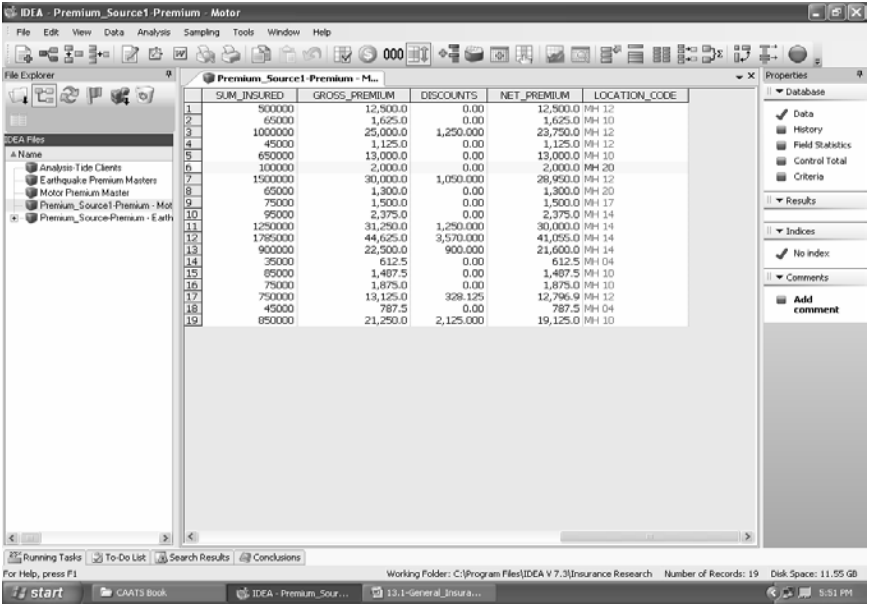 IDEA - Premium_Source1-Premium - Motor
File Edit View Data Analysis Sampling Tools Window Help
000
File Explorer
IDEA Files
Name
Analysis-Tide Clients
Earthquake Premium Masters
Motor Premium Master
Premium_Source1-Premium - Mot
Premium_Source-Premium - Earth
Premium_Source1-Premium - M...
SUM_INSURED GROSS_PREMIUM DISCOUNTS NET_PREMIUM LOCATION_CODE
1 500000 12,500.0 0.00 12,500.0 MH 12
2 65000 1,625.0 0.00 1,625.0 MH 10
3 1000000 25,000.0 1,250.000 23,750.0 MH 12
4 45000 1,125.0 0.00 1,125.0 MH 12
5 650000 13,000.0 0.00 13,000.0 MH 10
6 100000 2,000.0 0.00 2,000.0 MH 20
7 1500000 30,000.0 1,050.000 28,950.0 MH 12
8 65000 1,300.0 0.00 1,300.0 MH 20
9 75000 1,500.0 0.00 1,500.0 MH 17
10 95000 2,375.0 0.00 2,375.0 MH 14
11 1250000 31,250.0 1,250.000 30,000.0 MH 14
12 1785000 44,625.0 3,570.000 41,055.0 MH 14
13 900000 22,500.0 900.000 21,600.0 MH 14
14 35000 612.5 0.00 612.5 MH 04
15 85000 1,487.5 0.00 1,487.5 MH 10
16 75000 1,875.0 0.00 1,875.0 MH 10
17 750000 13,125.0 328.125 12,796.9 MH 12
18 45000 787.5 0.00 787.5 MH 04
19 850000 21,250.0 2,125.000 19,125.0 MH 10
Properties
Database
Data
History
Field Statistics
Control Total
Criteria
Results
Indices
No index
Comments
Add
comment
Running Tasks To-Do List Search Results Conclusions
For Help, press F1 Working Folder: C:\Program Files\IDEA V 7.3\Insurance Research Number of Records: 19 Disk Space: 11.55 GB
start CAATS Book IDEA - Premium_Sour... 13.1-General_Insura... 5:51 PM